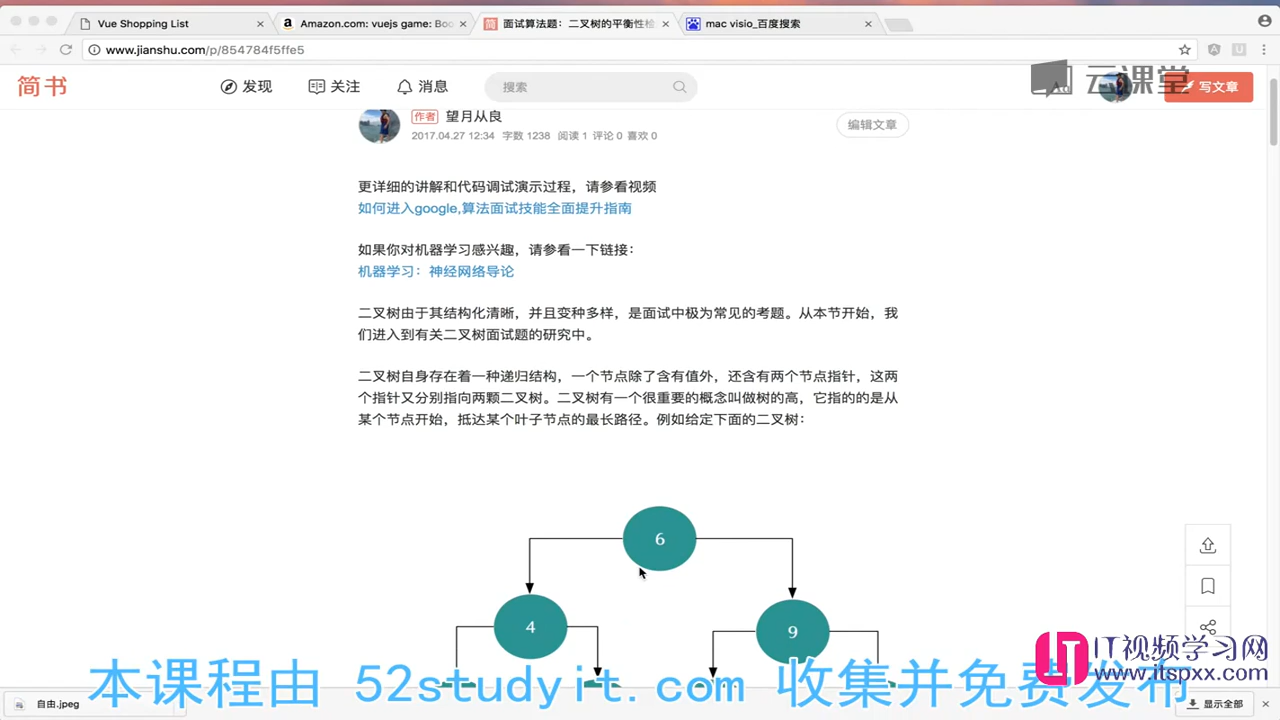 Vue Shopping List
Amazon.com: vuejs game: Boo
面试算法题：二叉树的平衡性检
mac visio_百度搜索
www.jianshu.com/p/854784f5ffe5
简书
发现
关注
消息
搜索
云课堂
写文章
作者 望月从良
2017.04.27 12:34 字数 1238 阅读 1 评论 0 喜欢 0
编辑文章
更详细的讲解和代码调试演示过程，请参看视频
如何进入google,算法面试技能全面提升指南
如果你对机器学习感兴趣，请参看一下链接：
机器学习：神经网络导论
二叉树由于其结构化清晰，并且变种多样，是面试中极为常见的考题。从本节开始，我
们进入到有关二叉树面试题的研究中。
二叉树自身存在着一种递归结构，一个节点除了含有值外，还含有两个节点指针，这两
个指针又分别指向两颗二叉树。二叉树有一个很重要的概念叫做树的高，它指的的是从
某个节点开始，抵达某个叶子节点的最长路径。例如给定下面的二叉树：
6
4
9
IT视频学习网
www.itspxx.com
本课程由 52studyit.com 收集并免费发布
自由.jpeg
显示全部